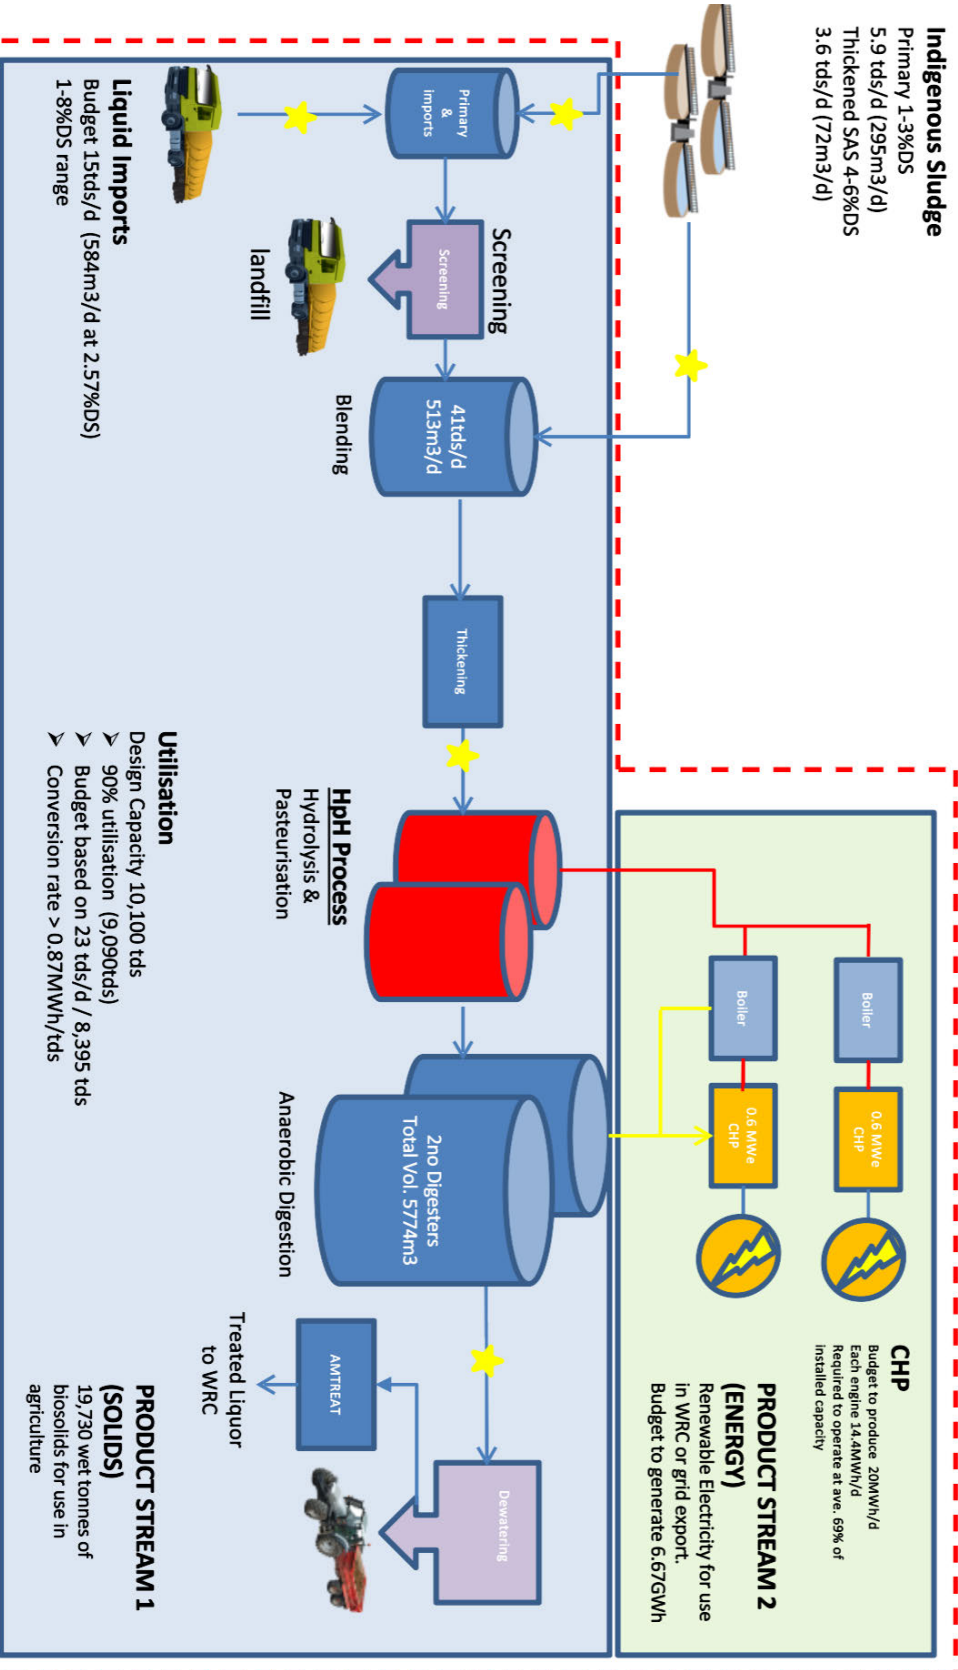 Indigenous Sludge
Primary 1-3%DS
5.9 tds/d (295m3/d)
Thickened SAS 4-6%DS
3.6 tds/d (72m3/d)
Primary
&
imports
Liquid Imports
Budget 15tds/d (584m3/d at 2.57%DS)
1-8%DS range
Screening
Screening
landfill
41tds/d
513m3/d
Blending
Thickening
HpH Process
Hydrolysis &
Pasteurisation
Utilisation
Design Capacity 10,100 tds
➢ 90% utilisation (9,090tds)
➢ Budget based on 23 tds/d / 8,395 tds
➢ Conversion rate > 0.87MWh/tds
Boiler
0.6 MWe
CHP
Boiler
0.6 MWe
CHP
CHP
Budget to produce 20MWh/d
Each engine 14.4MWh/d
Required to operate at ave. 69% of
installed capacity
PRODUCT STREAM 2
(ENERGY)
Renewable Electricity for use
in WRC or grid export.
Budget to generate 6.67GWh
2no Digesters
Total Vol. 5774m3
Anaerobic Digestion
Dewatering
AMTREAT
Treated Liquor
to WRC
PRODUCT STREAM 1
(SOLIDS)
19,730 wet tonnes of
biosolids for use in
agriculture